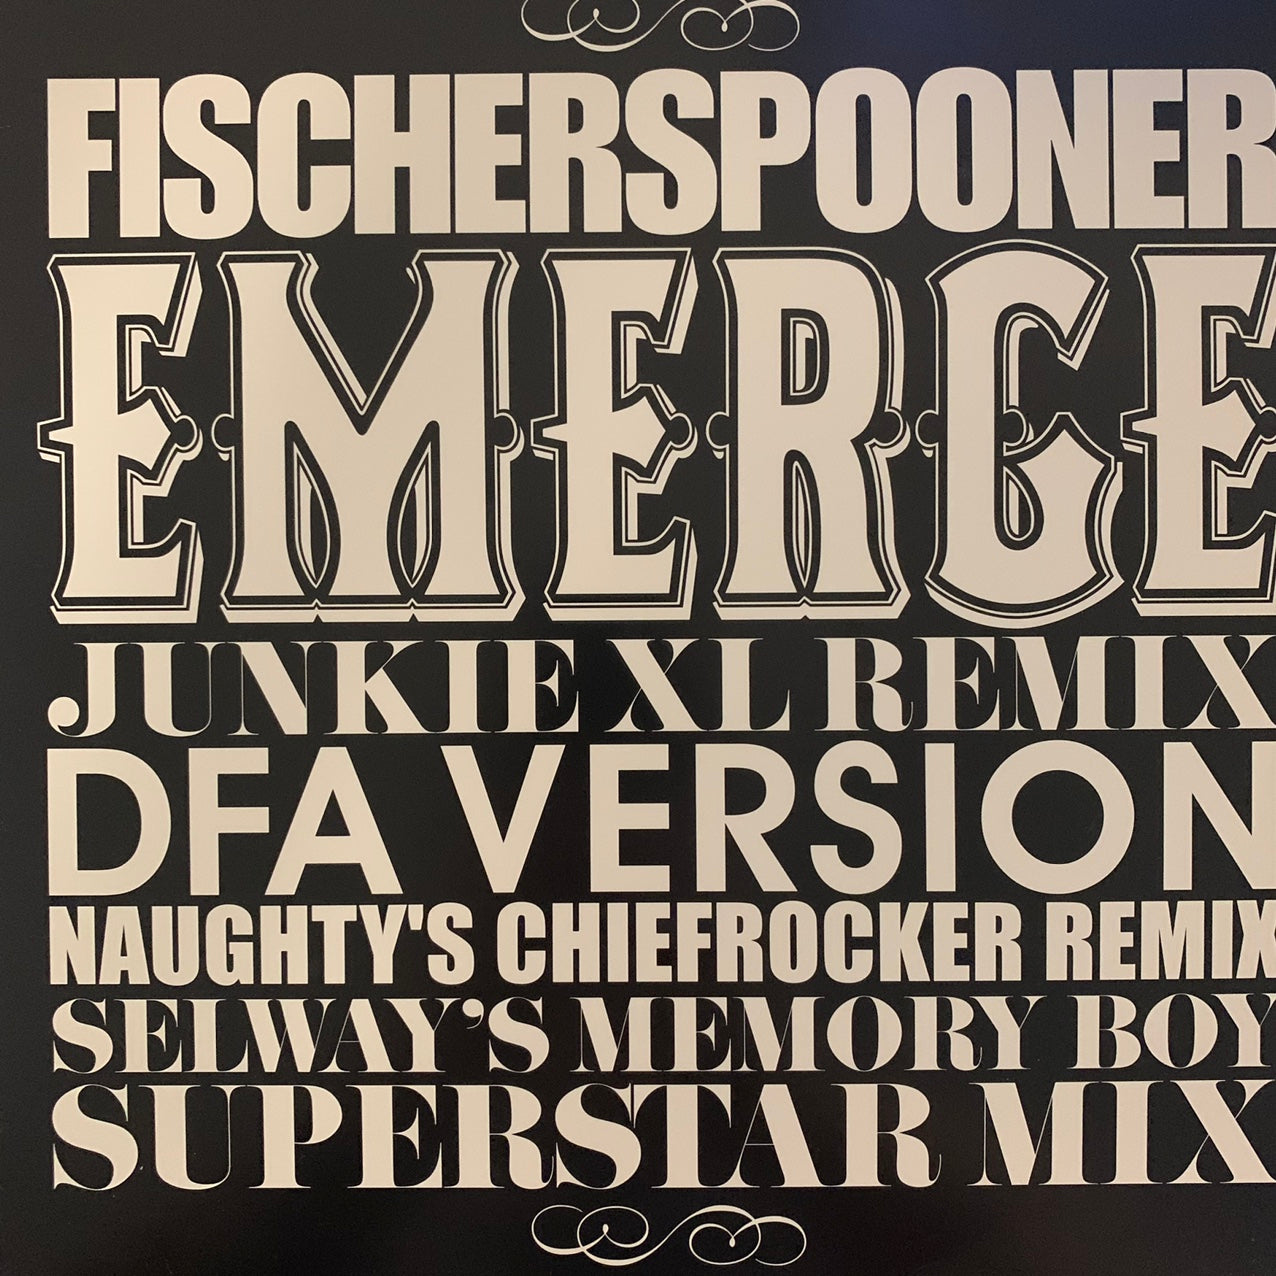 FISCHERSPOONER
EMERGE
JUNKIE XL REMIX
DFA VERSION
NAUGHTY'S CHIEFROCKER REMIX
SELWAY'S MEMORY BOY
SUPERSTAR MIX